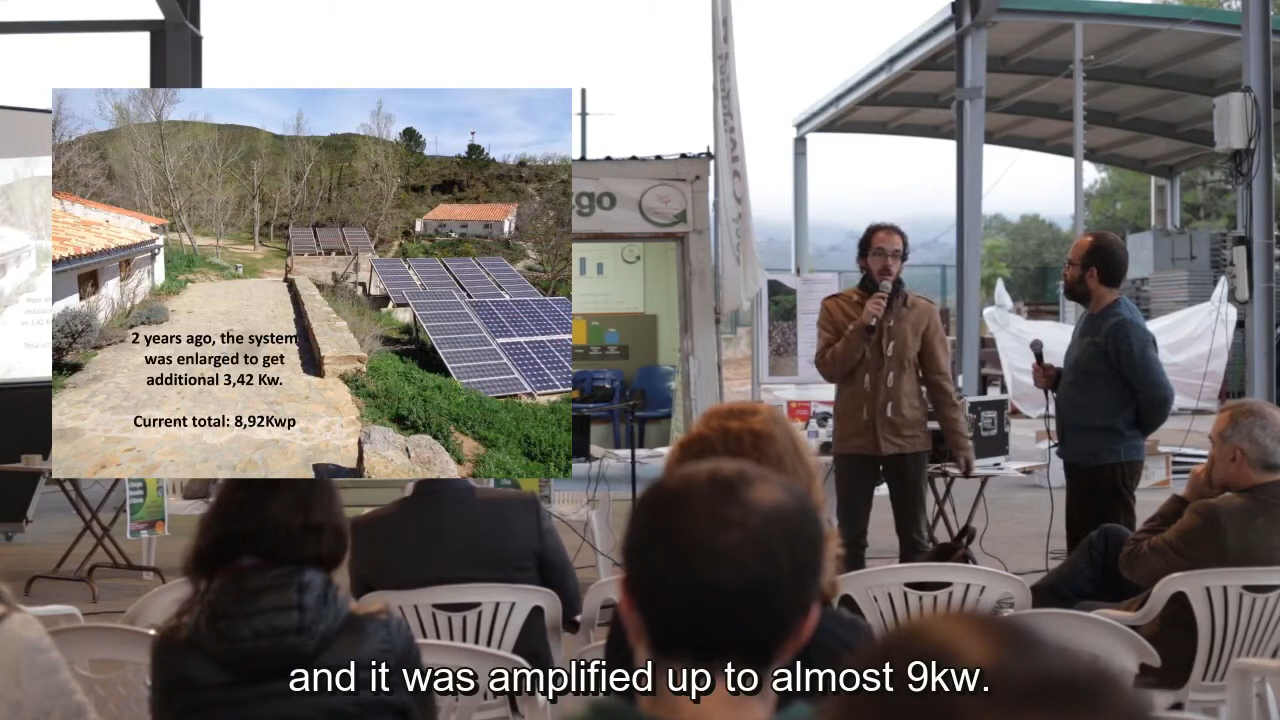 go
2 years ago, the system
was enlarged to get
additional 3,42 Kw.
Current total: 8,92Kwp
and it was amplified up to almost 9kw.